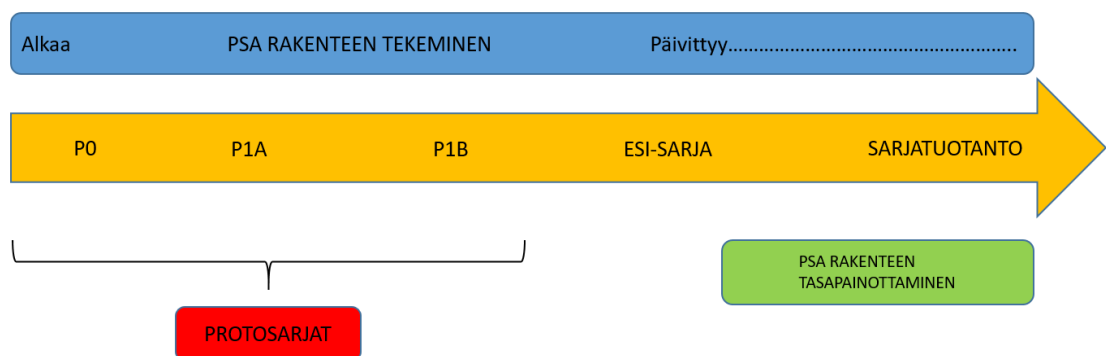 Alkaa PSA RAKENTEEN TEKEMINEN Päivittyy.......................................................
P0 P1A P1B ESI-SARJA SARJATUOTANTO
PSA RAKENTEEN
TASAPAINOTTAMINEN
PROTOSARJAT